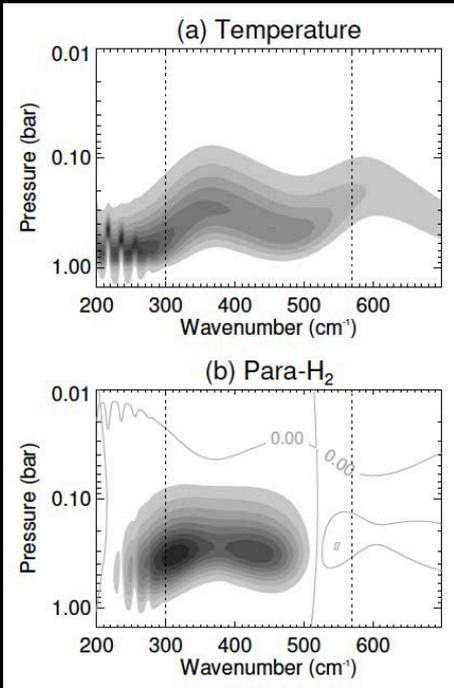 (a) Temperature
0.01
0.10
1.00
Pressure (bar)
200 300 400 500 600
Wavenumber (cm⁻¹)
(b) Para-H₂
0.01
0.10
1.00
Pressure (bar)
0.00
0.00
200 300 400 500 600
Wavenumber (cm⁻¹)